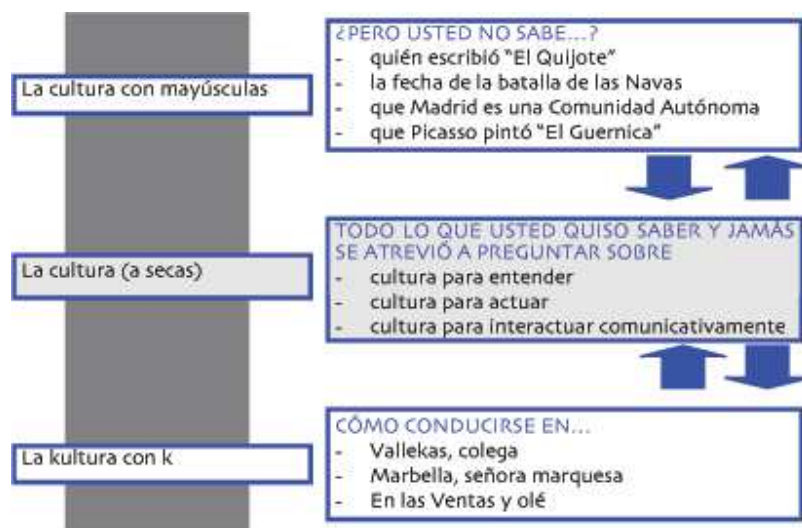 La cultura con mayúsculas
¿PERO USTED NO SABE...?
- quién escribió “El Quijote”
- la fecha de la batalla de las Navas
- que Madrid es una Comunidad Autónoma
- que Picasso pintó “El Guernica”
La cultura (a secas)
TODO LO QUE USTED QUISO SABER Y JAMÁS
SE ATREVIÓ A PREGUNTAR SOBRE
- cultura para entender
- cultura para actuar
- cultura para interactuar comunicativamente
La kultura con k
CÓMO CONDUCIRSE EN...
- Vallekas, colega
- Marbella, señora marquesa
- En las Ventas y olé